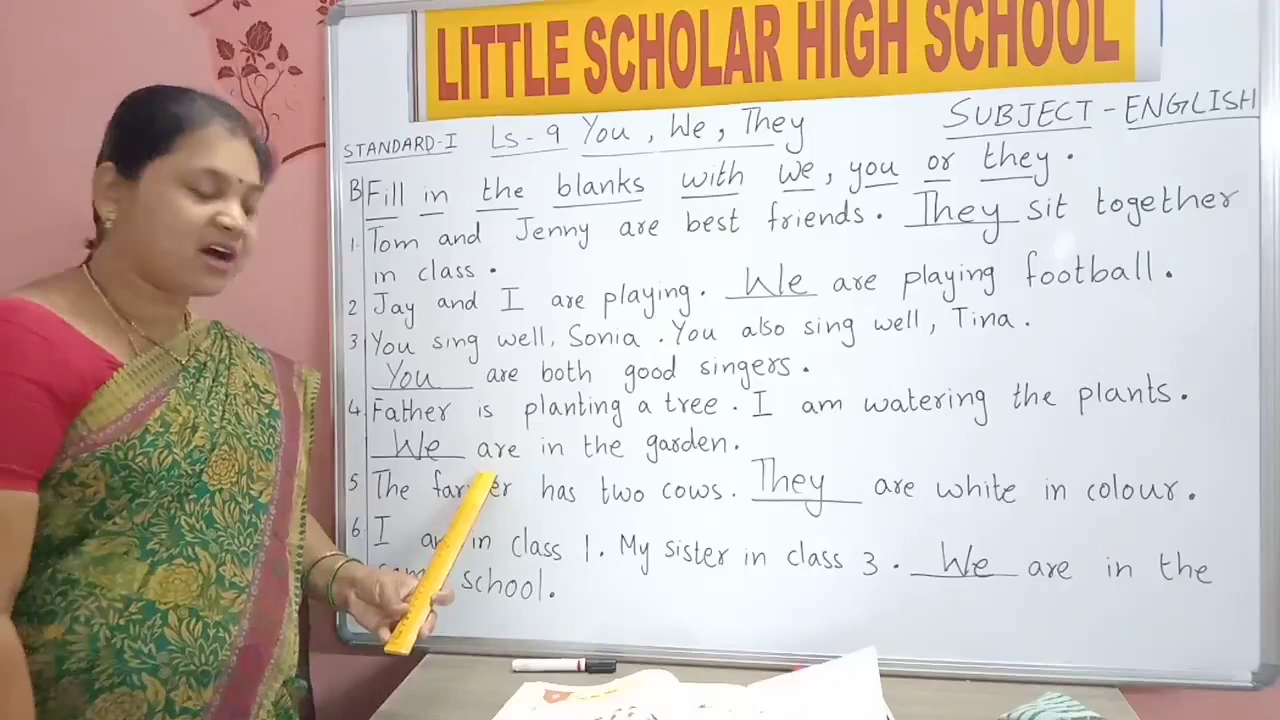 LITTLE SCHOLAR HIGH SCHOOL
STANDARD-I Ls-9 You, We, They SUBJECT-ENGLISH
B Fill in the blanks with we, you or they.
1. Tom and Jenny are best friends. They sit together
in class.
2 Jay and I are playing. We are playing football.
3 You sing well, Sonia. You also sing well, Tina.
You are both good singers.
4. Father is planting a tree. I am watering the plants.
We are in the garden.
5 The has two cows. They are white in colour.
6 I in class 1. My sister in class 3. We are in the
school.